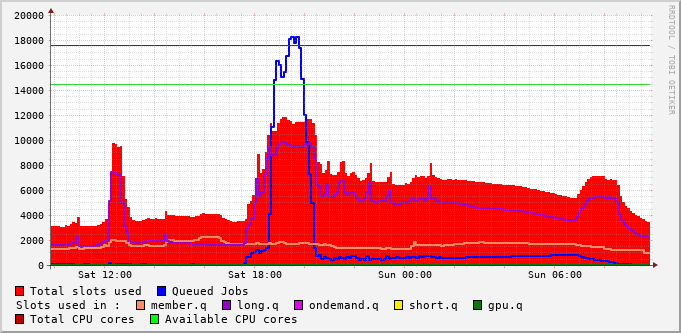 20000
18000
16000
14000
12000
10000
8000
6000
4000
2000
0
Sat 12:00 Sat 18:00 Sun 00:00 Sun 06:00
RRDTOOL / TOBI OETIKER
Total slots used Queued Jobs
Slots used in : member.q long.q ondemand.q short.q gpu.q
Total CPU cores Available CPU cores